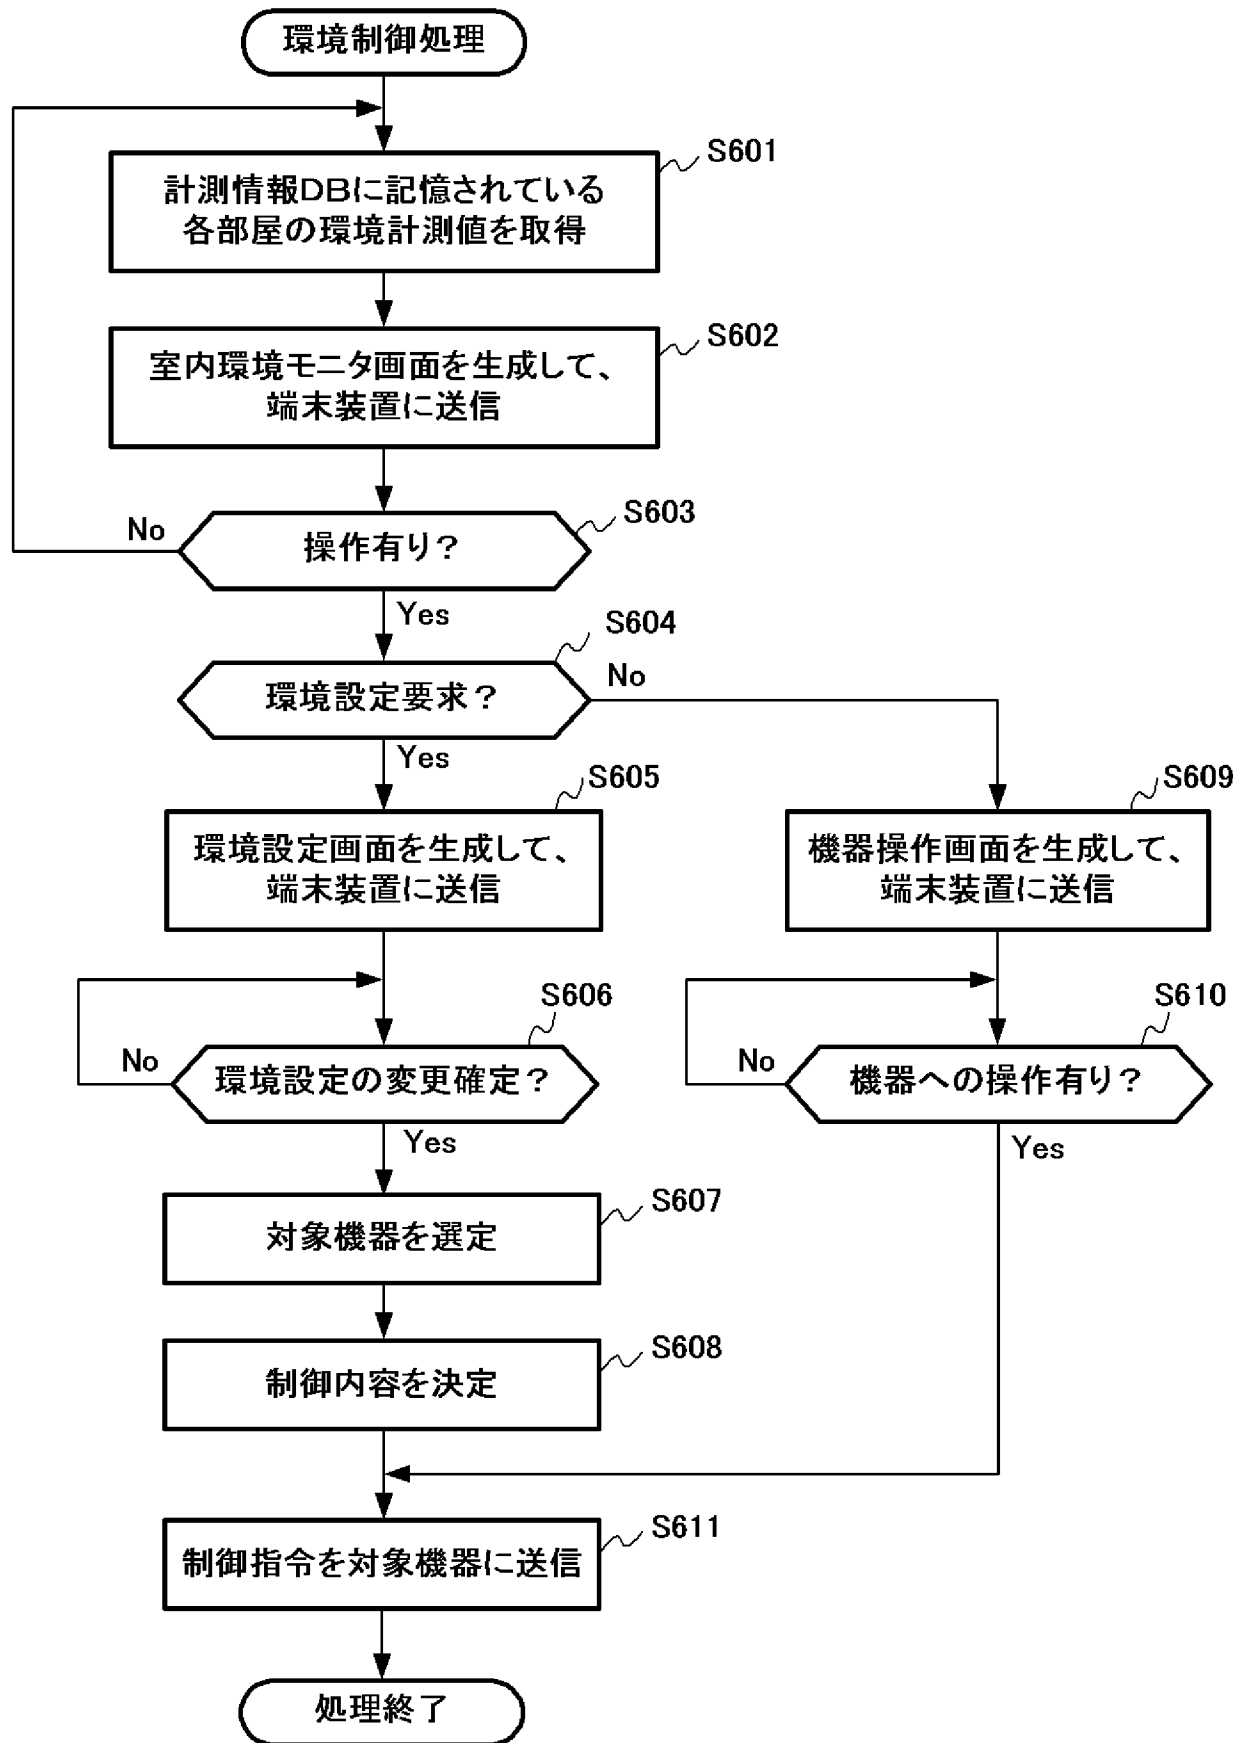 環境制御処理
S601
計測情報DBに記憶されている
各部屋の環境計測値を取得
S602
室内環境モニタ画面を生成して、
端末装置に送信
S603
No
操作有り？
Yes
S604
環境設定要求？
No
Yes
S605
環境設定画面を生成して、
端末装置に送信
S609
機器操作画面を生成して、
端末装置に送信
S606
No
環境設定の変更確定？
Yes
S610
No
機器への操作有り？
Yes
S607
対象機器を選定
S608
制御内容を決定
S611
制御指令を対象機器に送信
処理終了